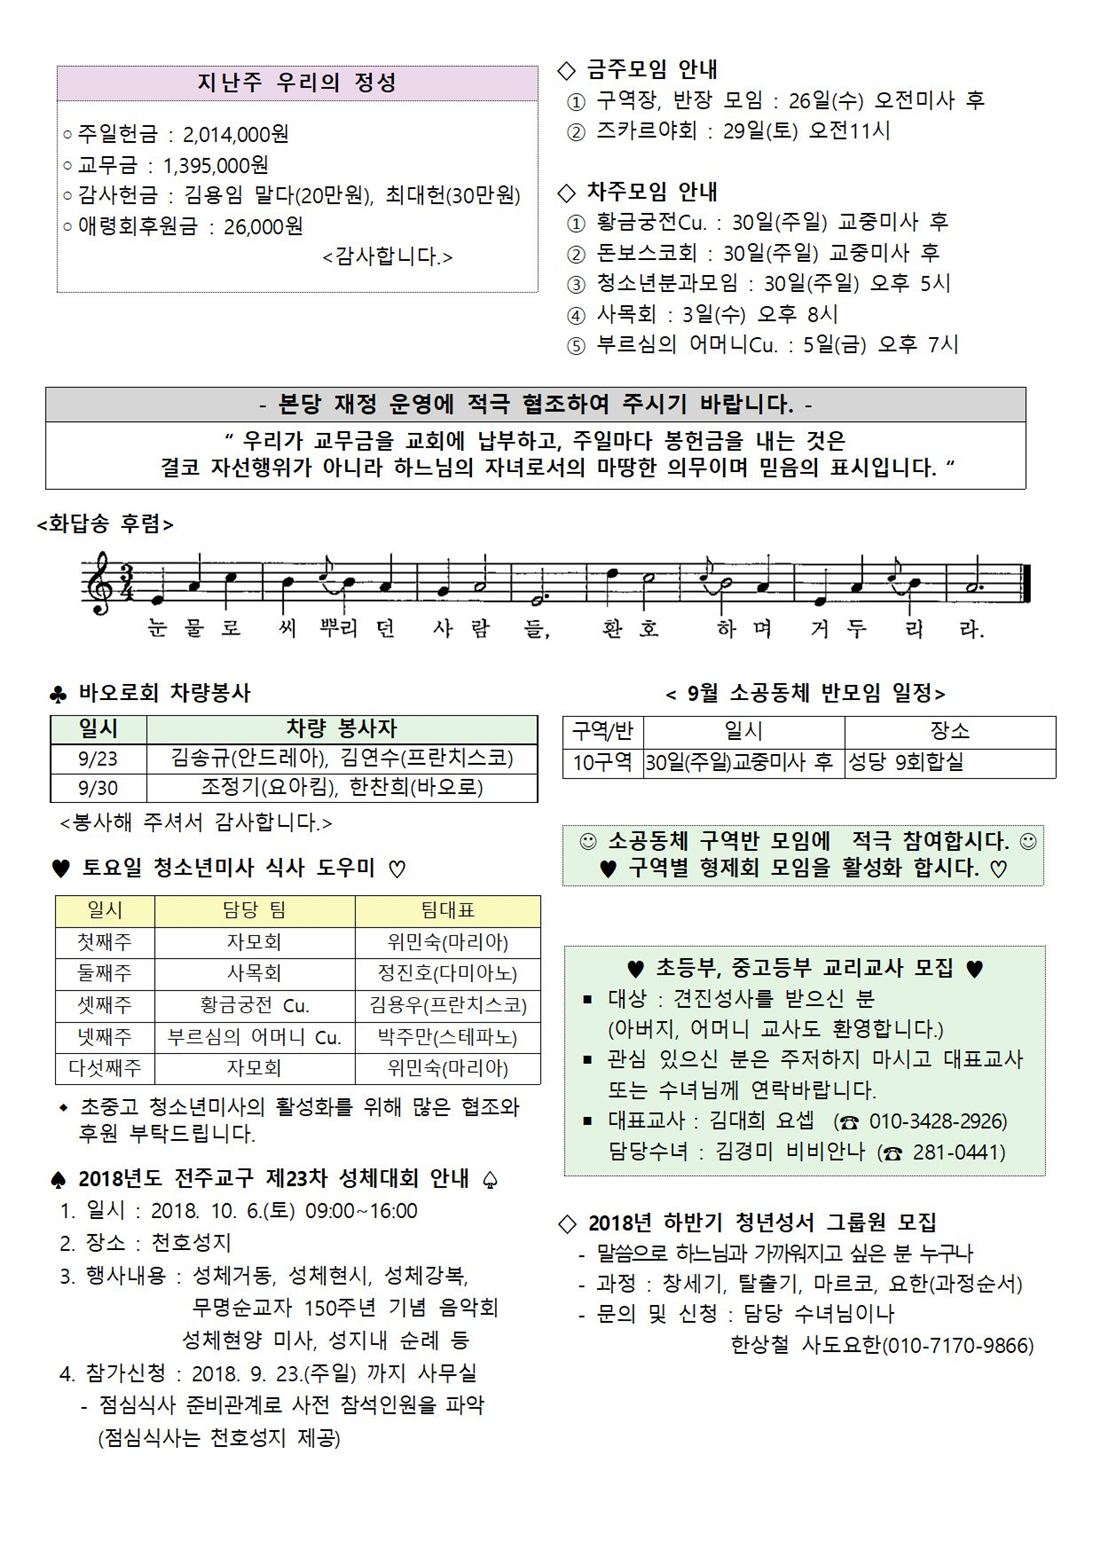 지난주 우리의 정성
○ 주일헌금 : 2,014,000원
○ 교무금 : 1,395,000원
○ 감사헌금 : 김용임 말다(20만원), 최대헌(30만원)
○ 애령회후원금 : 26,000원
<감사합니다.>
◇ 금주모임 안내
① 구역장, 반장 모임 : 26일(수) 오전미사 후
② 즈카르야회 : 29일(토) 오전11시
◇ 차주모임 안내
① 황금궁전Cu. : 30일(주일) 교중미사 후
② 돈보스코회 : 30일(주일) 교중미사 후
③ 청소년분과모임 : 30일(주일) 오후 5시
④ 사목회 : 3일(수) 오후 8시
⑤ 부르심의 어머니Cu. : 5일(금) 오후 7시
- 본당 재정 운영에 적극 협조하여 주시기 바랍니다. -
“ 우리가 교무금을 교회에 납부하고, 주일마다 봉헌금을 내는 것은
결코 자선행위가 아니라 하느님의 자녀로서의 마땅한 의무이며 믿음의 표시입니다. “
<화답송 후렴>
3
4
눈 물 로 씨 뿌리 던 사 람 들, 환 호 하 며 거 두 리 라.
♣ 바오로회 차량봉사
일시 차량 봉사자
9/23 김송규(안드레아), 김연수(프란치스코)
9/30 조정기(요아킴), 한찬희(바오로)
<봉사해 주셔서 감사합니다.>
♥ 토요일 청소년미사 식사 도우미 ♡
일시 담당 팀 팀대표
첫째주 자모회 위민숙(마리아)
둘째주 사목회 정진호(다미아노)
셋째주 황금궁전 Cu. 김용우(프란치스코)
넷째주 부르심의 어머니 Cu. 박주만(스테파노)
다섯째주 자모회 위민숙(마리아)
◆ 초중고 청소년미사의 활성화를 위해 많은 협조와
후원 부탁드립니다.
♠ 2018년도 전주교구 제23차 성체대회 안내 ♤
1. 일시 : 2018. 10. 6.(토) 09:00~16:00
2. 장소 : 천호성지
3. 행사내용 : 성체거동, 성체현시, 성체강복,
무명순교자 150주년 기념 음악회
성체현양 미사, 성지내 순례 등
4. 참가신청 : 2018. 9. 23.(주일) 까지 사무실
- 점심식사 준비관계로 사전 참석인원을 파악
(점심식사는 천호성지 제공)
< 9월 소공동체 반모임 일정>
구역/반 일시 장소
10구역 30일(주일)교중미사 후 성당 9회합실
☺ 소공동체 구역반 모임에 적극 참여합시다. ☺
♥ 구역별 형제회 모임을 활성화 합시다. ♡
♥ 초등부, 중고등부 교리교사 모집 ♥
■ 대상 : 견진성사를 받으신 분
(아버지, 어머니 교사도 환영합니다.)
■ 관심 있으신 분은 주저하지 마시고 대표교사
또는 수녀님께 연락바랍니다.
■ 대표교사 : 김대희 요셉 (☎ 010-3428-2926)
담당수녀 : 김경미 비비안나 (☎ 281-0441)
◇ 2018년 하반기 청년성서 그룹원 모집
- 말씀으로 하느님과 가까워지고 싶은 분 누구나
- 과정 : 창세기, 탈출기, 마르코, 요한(과정순서)
- 문의 및 신청 : 담당 수녀님이나
한상철 사도요한(010-7170-9866)